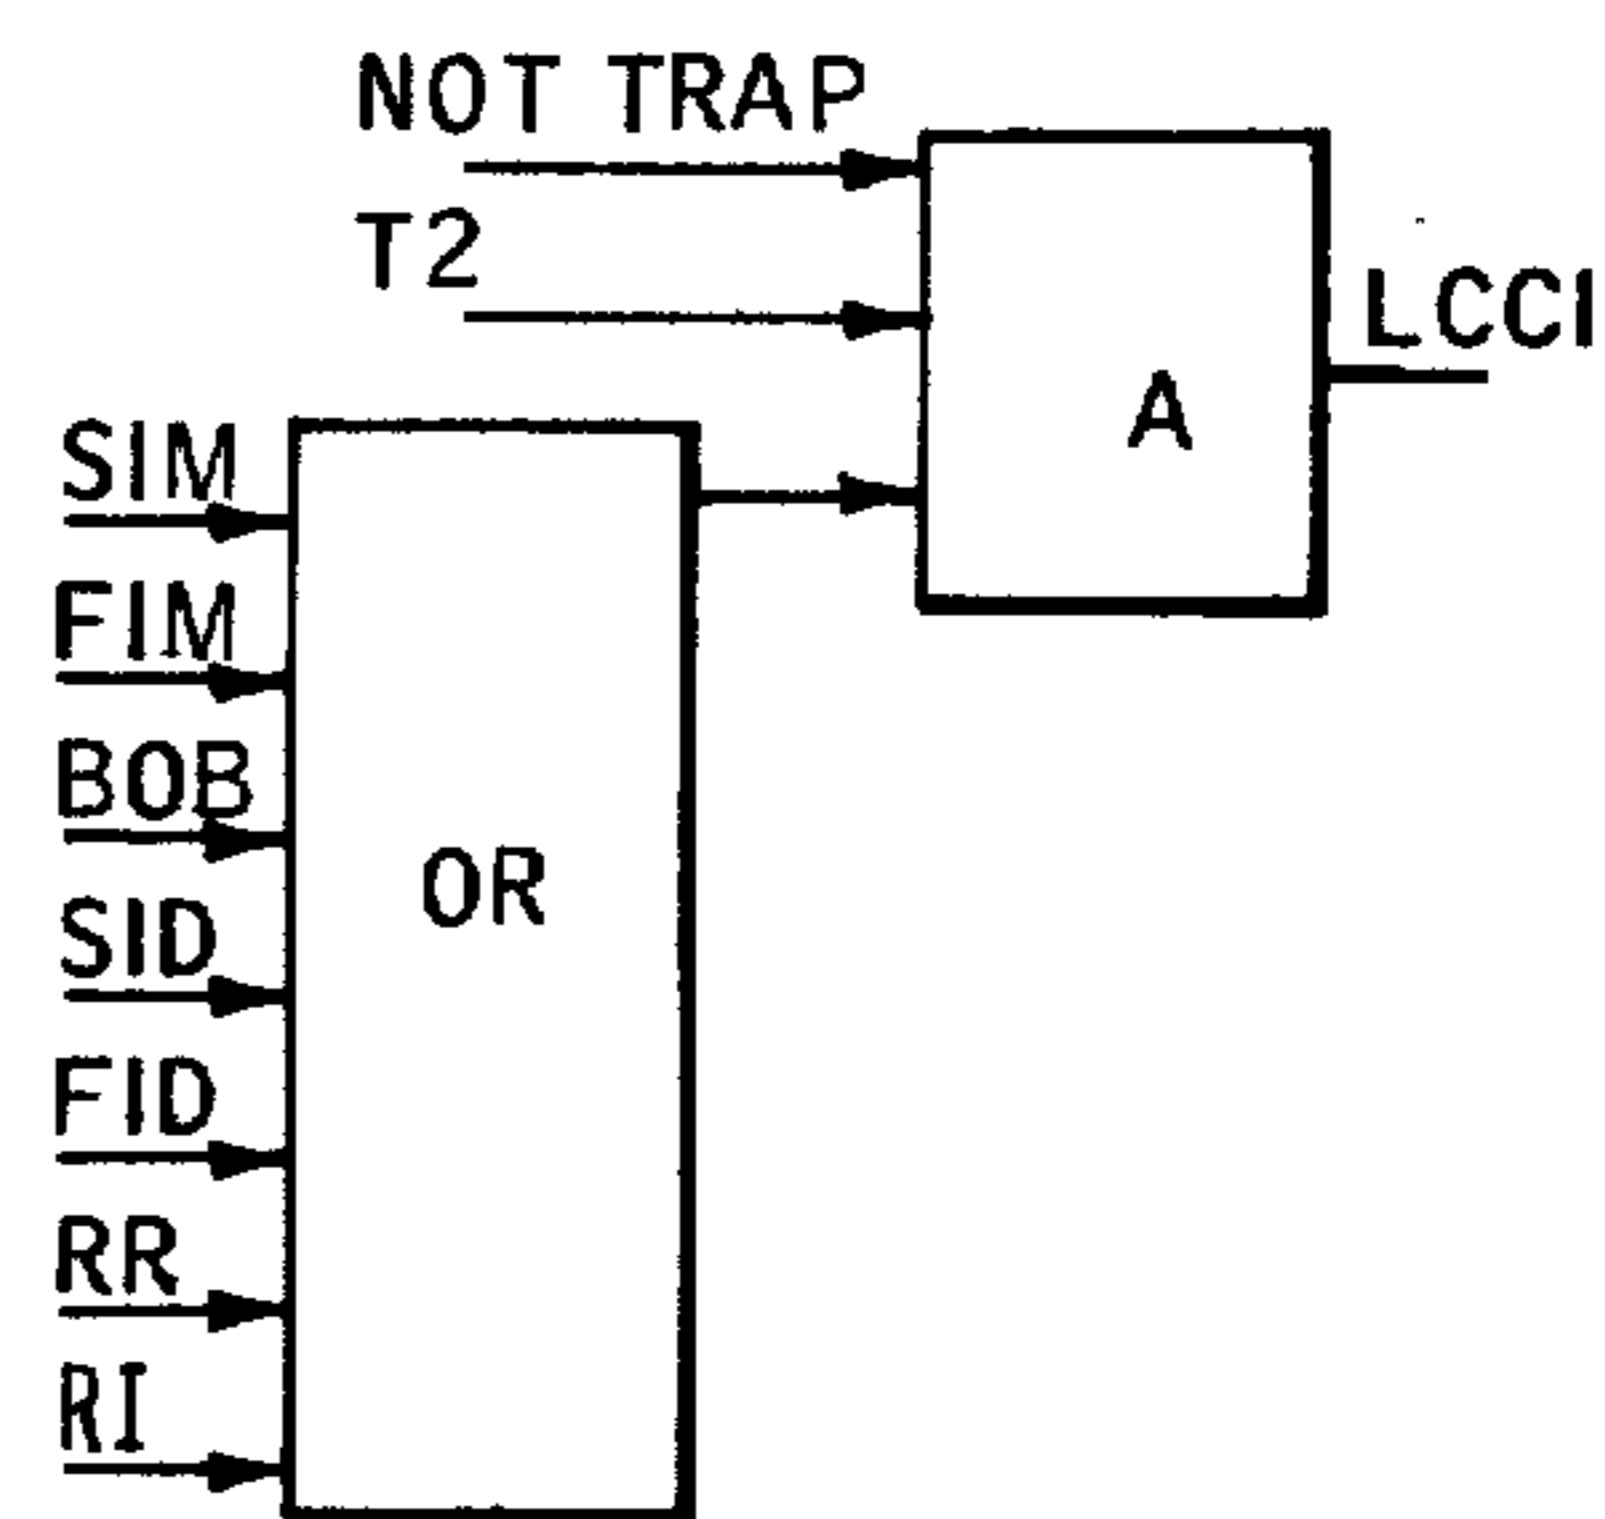 NOT TRAP
T2
LCCI
A
SIM
FIM
BOB
SID
OR
FID
RR
RI